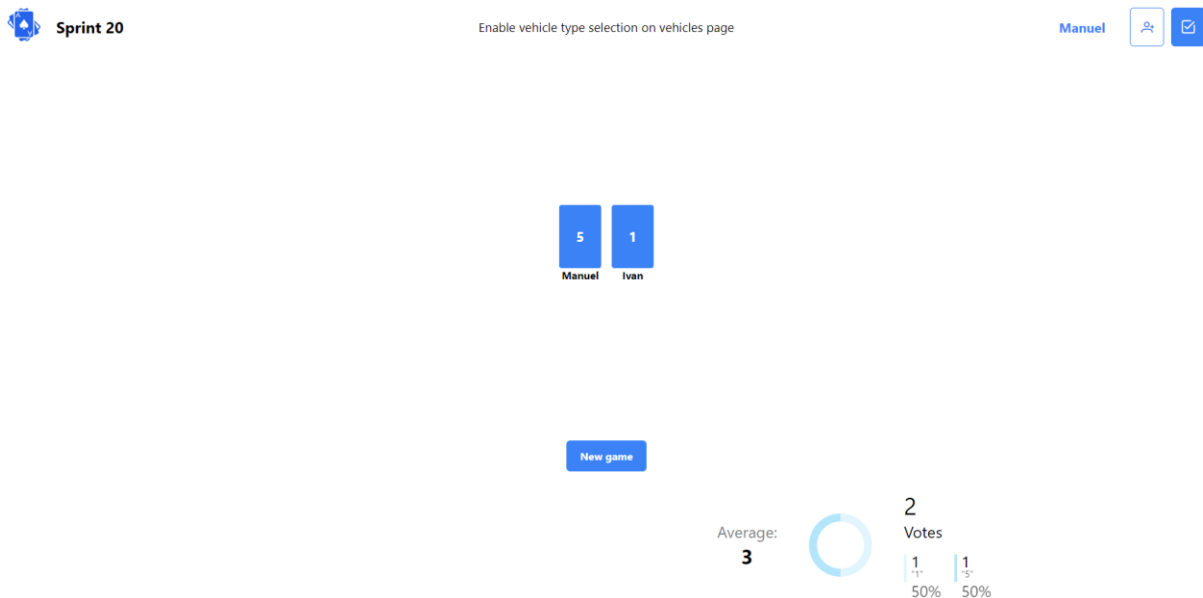 Sprint 20
Enable vehicle type selection on vehicles page
Manuel
5
1
Manuel
Ivan
New game
Average:
3
2
Votes
1
"1"
50%
1
"5"
50%